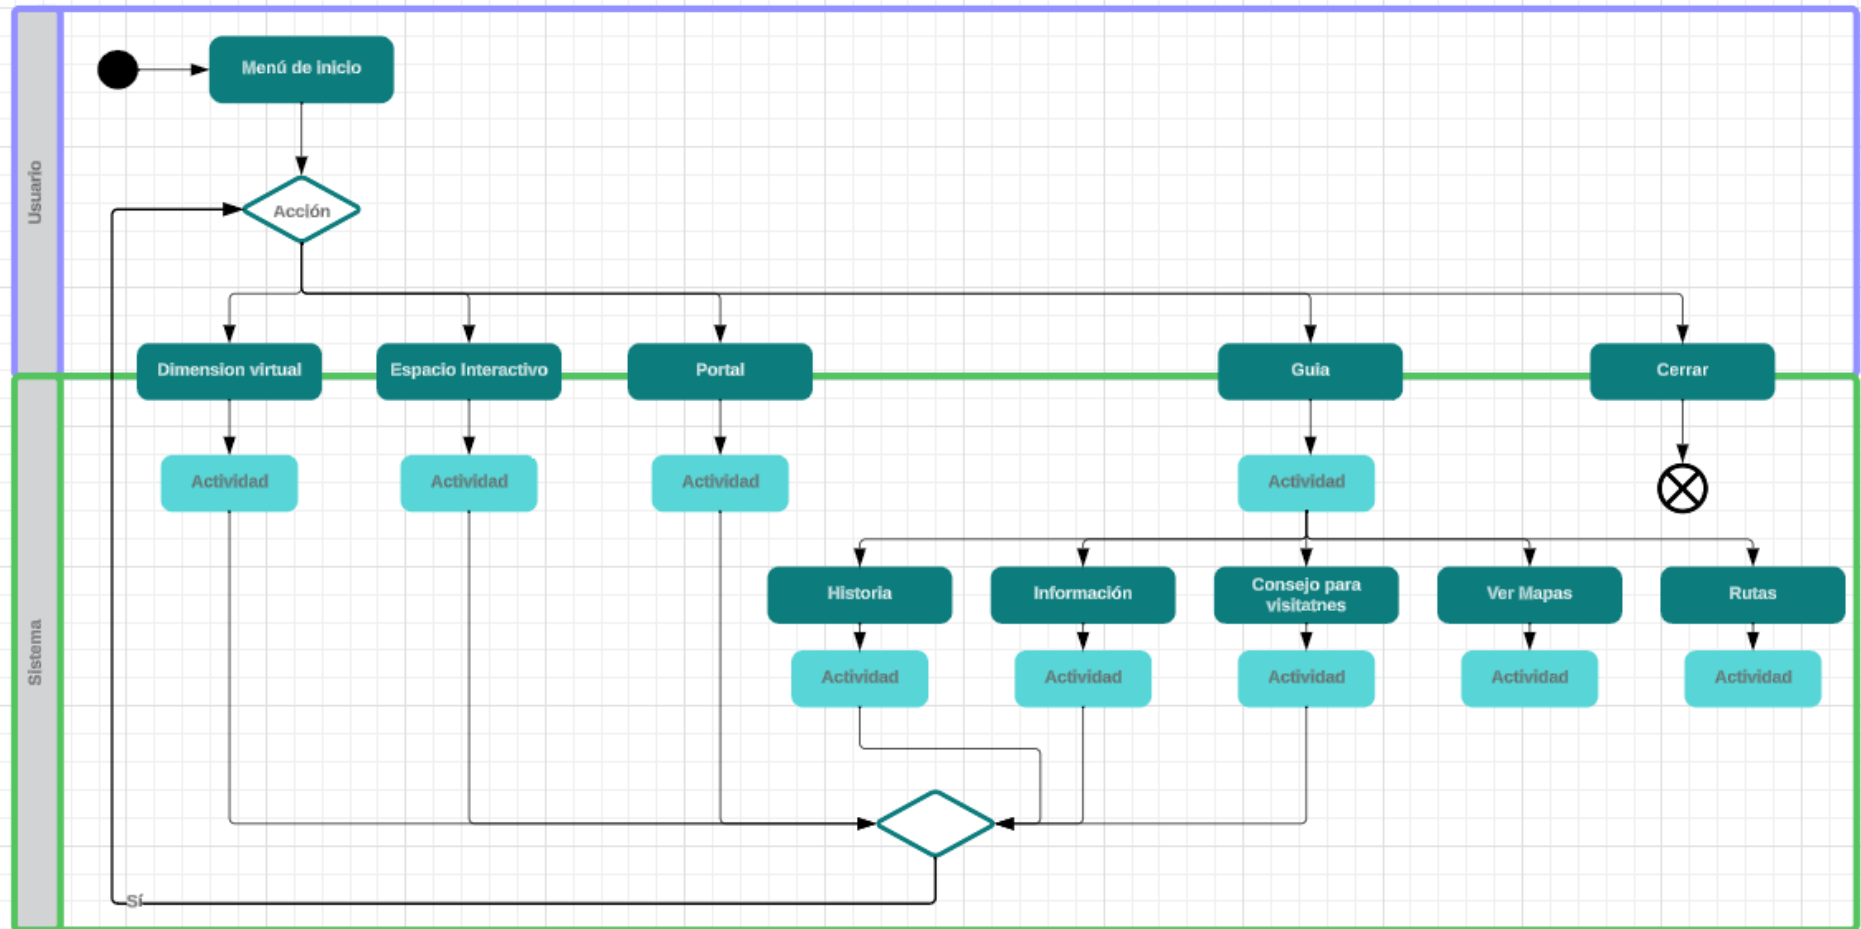 Usuario
Menú de inicio
Acción
Dimension virtual
Espacio Interactivo
Portal
Guia
Cerrar
Sistema
Actividad
Actividad
Actividad
Actividad
Historia
Información
Consejo para
visitatnes
Ver Mapas
Rutas
Actividad
Actividad
Actividad
Actividad
Actividad
Sí